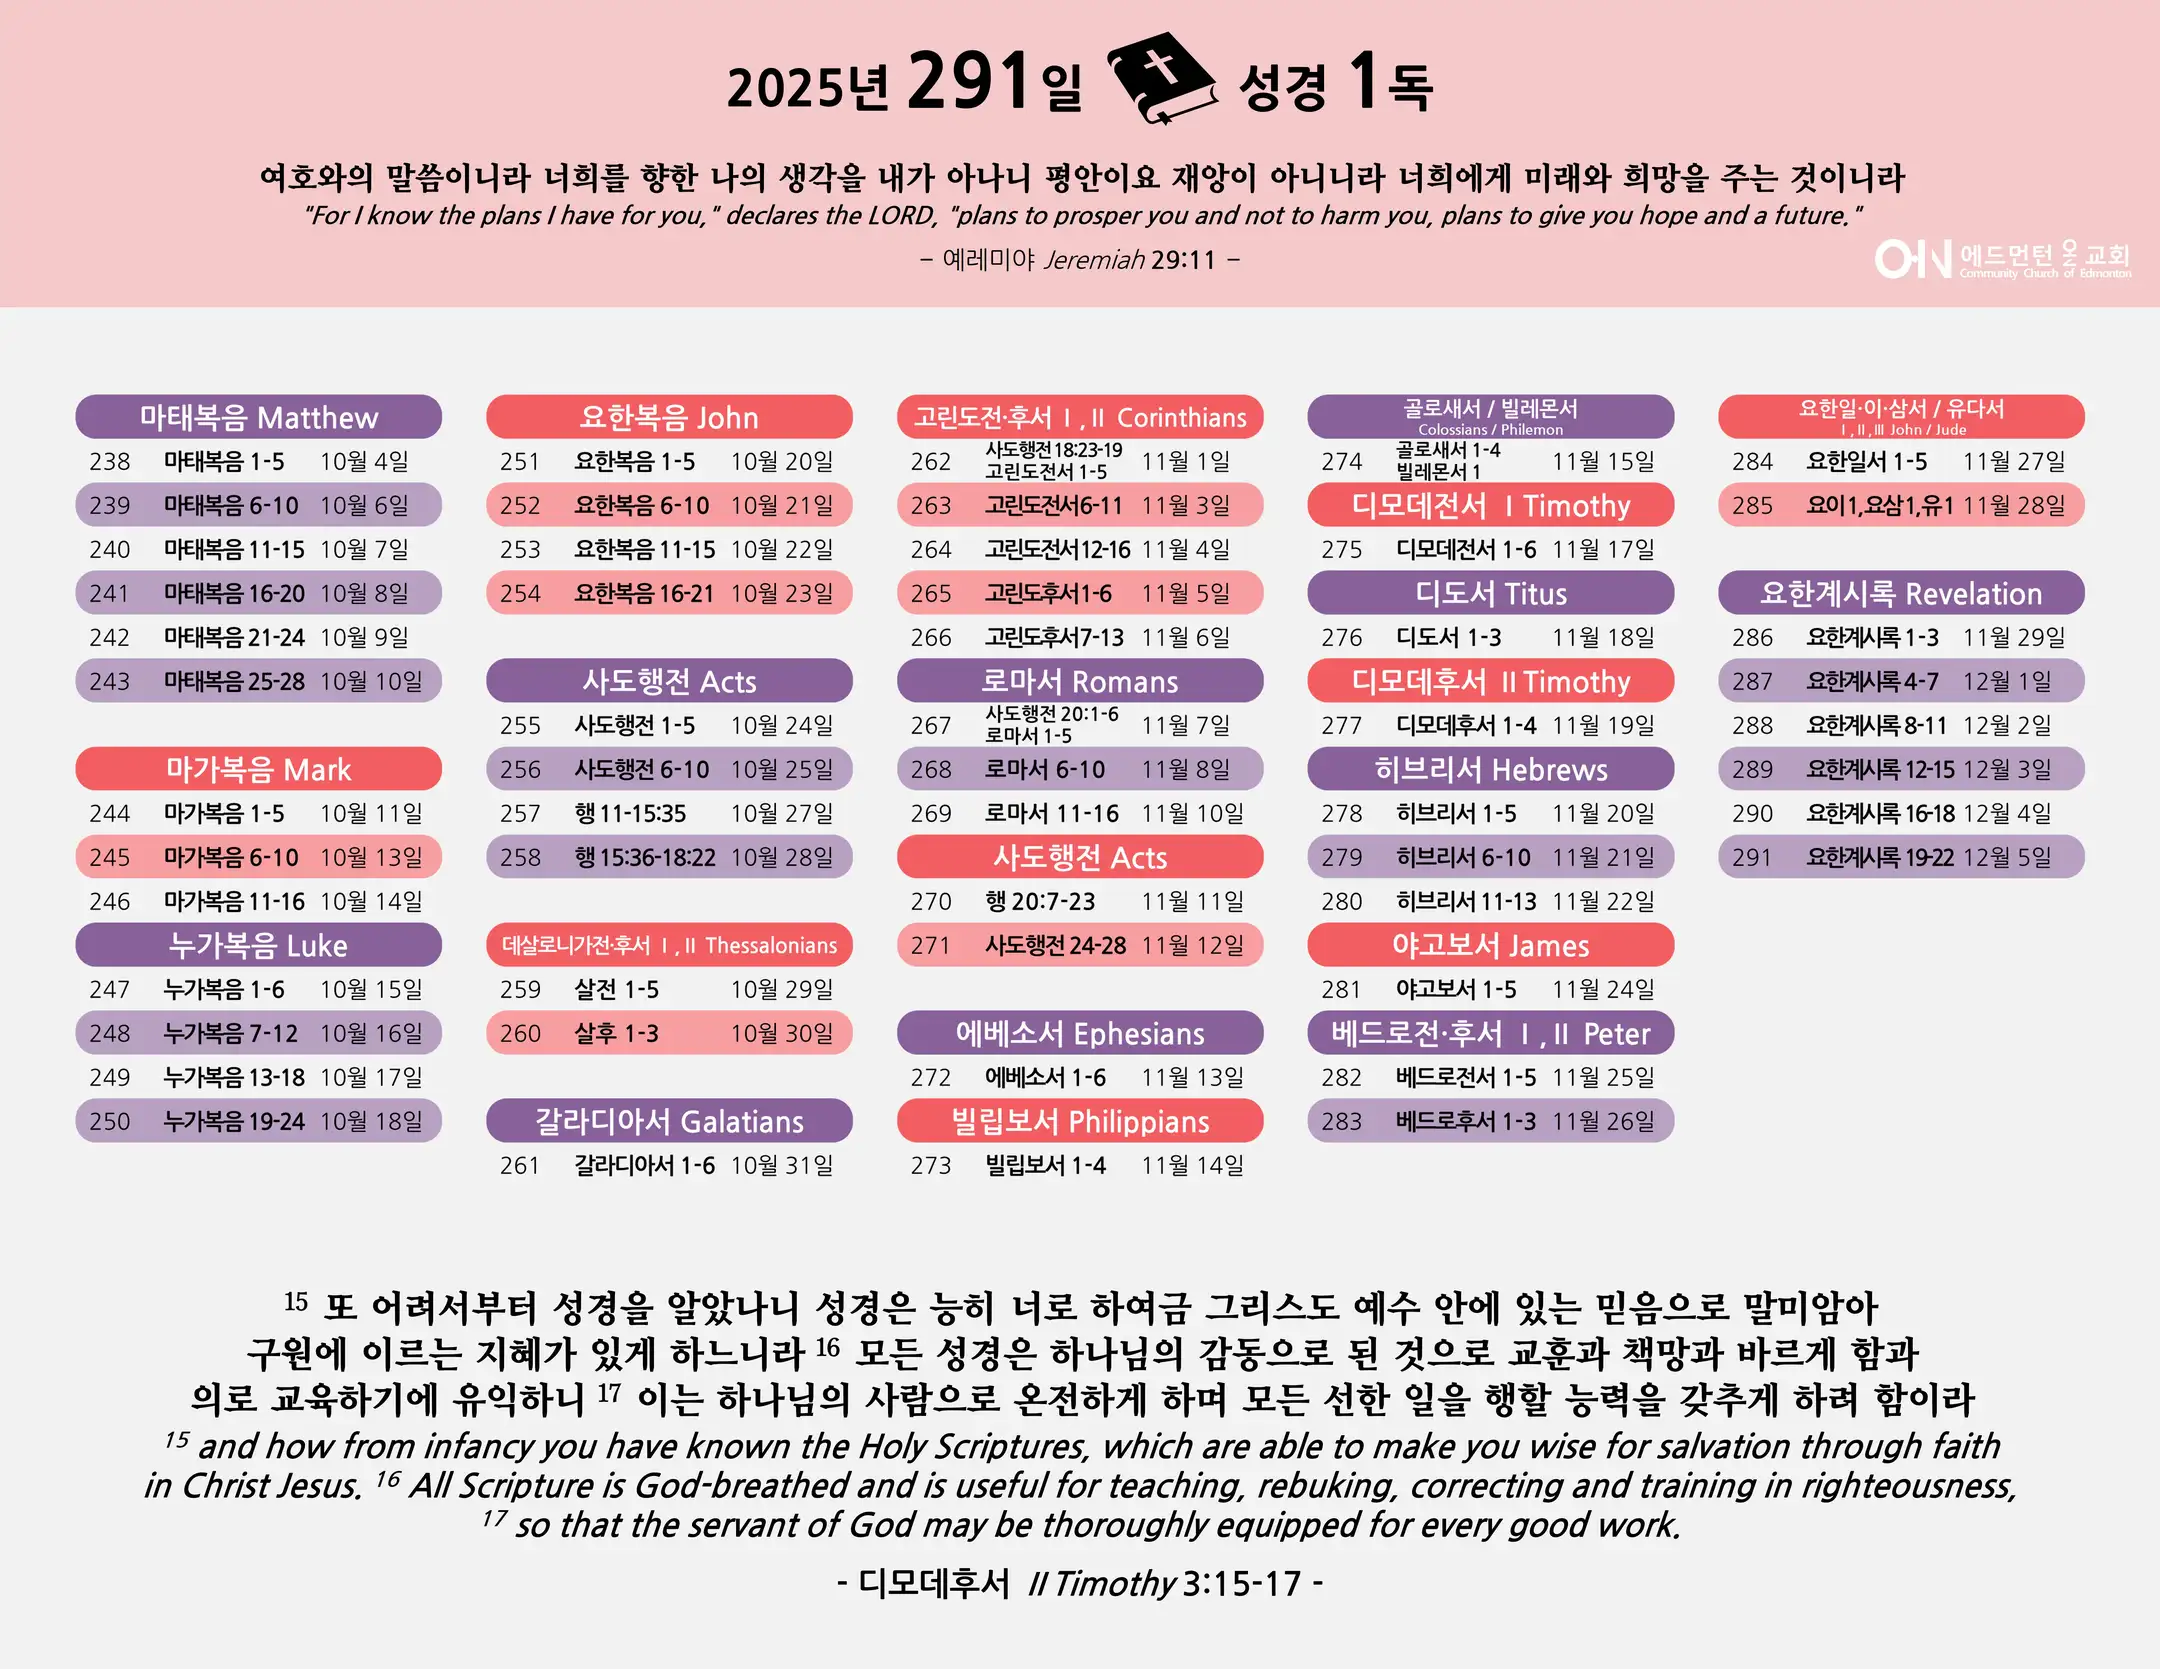 2025년 291일 성경 1독
여호와의 말씀이니라 너희를 향한 나의 생각을 내가 아나니 평안이요 재앙이 아니니라 너희에게 미래와 희망을 주는 것이니라
"For I know the plans I have for you," declares the LORD, "plans to prosper you and not to harm you, plans to give you hope and a future."
– 예레미야 Jeremiah 29:11 –
ON 에드먼턴 온 교회
Community Church of Edmonton
마태복음 Matthew
238 마태복음 1-5 10월 4일
239 마태복음 6-10 10월 6일
240 마태복음 11-15 10월 7일
241 마태복음 16-20 10월 8일
242 마태복음 21-24 10월 9일
243 마태복음 25-28 10월 10일
마가복음 Mark
244 마가복음 1-5 10월 11일
245 마가복음 6-10 10월 13일
246 마가복음 11-16 10월 14일
누가복음 Luke
247 누가복음 1-6 10월 15일
248 누가복음 7-12 10월 16일
249 누가복음 13-18 10월 17일
250 누가복음 19-24 10월 18일
요한복음 John
251 요한복음 1-5 10월 20일
252 요한복음 6-10 10월 21일
253 요한복음 11-15 10월 22일
254 요한복음 16-21 10월 23일
사도행전 Acts
255 사도행전 1-5 10월 24일
256 사도행전 6-10 10월 25일
257 행 11-15:35 10월 27일
258 행 15:36-18:22 10월 28일
데살로니가전·후서 Ⅰ,Ⅱ Thessalonians
259 살전 1-5 10월 29일
260 살후 1-3 10월 30일
갈라디아서 Galatians
261 갈라디아서 1-6 10월 31일
고린도전·후서 Ⅰ,Ⅱ Corinthians
262 사도행전 18:23-19 고린도전서 1-5 11월 1일
263 고린도전서6-11 11월 3일
264 고린도전서12-16 11월 4일
265 고린도후서1-6 11월 5일
266 고린도후서7-13 11월 6일
로마서 Romans
267 사도행전 20:1-6 로마서 1-5 11월 7일
268 로마서 6-10 11월 8일
269 로마서 11-16 11월 10일
사도행전 Acts
270 행 20:7-23 11월 11일
271 사도행전 24-28 11월 12일
에베소서 Ephesians
272 에베소서 1-6 11월 13일
빌립보서 Philippians
273 빌립보서 1-4 11월 14일
골로새서 / 빌레몬서
Colossians / Philemon
274 골로새서 1-4 빌레몬서 1 11월 15일
디모데전서 Ⅰ Timothy
275 디모데전서 1-6 11월 17일
디도서 Titus
276 디도서 1-3 11월 18일
디모데후서 Ⅱ Timothy
277 디모데후서 1-4 11월 19일
히브리서 Hebrews
278 히브리서 1-5 11월 20일
279 히브리서 6-10 11월 21일
280 히브리서 11-13 11월 22일
야고보서 James
281 야고보서 1-5 11월 24일
베드로전·후서 Ⅰ,Ⅱ Peter
282 베드로전서 1-5 11월 25일
283 베드로후서 1-3 11월 26일
요한일·이·삼서 / 유다서
Ⅰ,Ⅱ,Ⅲ John / Jude
284 요한일서 1-5 11월 27일
285 요이1,요삼1,유1 11월 28일
요한계시록 Revelation
286 요한계시록 1-3 11월 29일
287 요한계시록 4-7 12월 1일
288 요한계시록 8-11 12월 2일
289 요한계시록 12-15 12월 3일
290 요한계시록 16-18 12월 4일
291 요한계시록 19-22 12월 5일
15 또 어려서부터 성경을 알았나니 성경은 능히 너로 하여금 그리스도 예수 안에 있는 믿음으로 말미암아
구원에 이르는 지혜가 있게 하느니라 16 모든 성경은 하나님의 감동으로 된 것으로 교훈과 책망과 바르게 함과
의로 교육하기에 유익하니 17 이는 하나님의 사람으로 온전하게 하며 모든 선한 일을 행할 능력을 갖추게 하려 함이라
15 and how from infancy you have known the Holy Scriptures, which are able to make you wise for salvation through faith
in Christ Jesus. 16 All Scripture is God-breathed and is useful for teaching, rebuking, correcting and training in righteousness,
17 so that the servant of God may be thoroughly equipped for every good work.
- 디모데후서 II Timothy 3:15-17 -